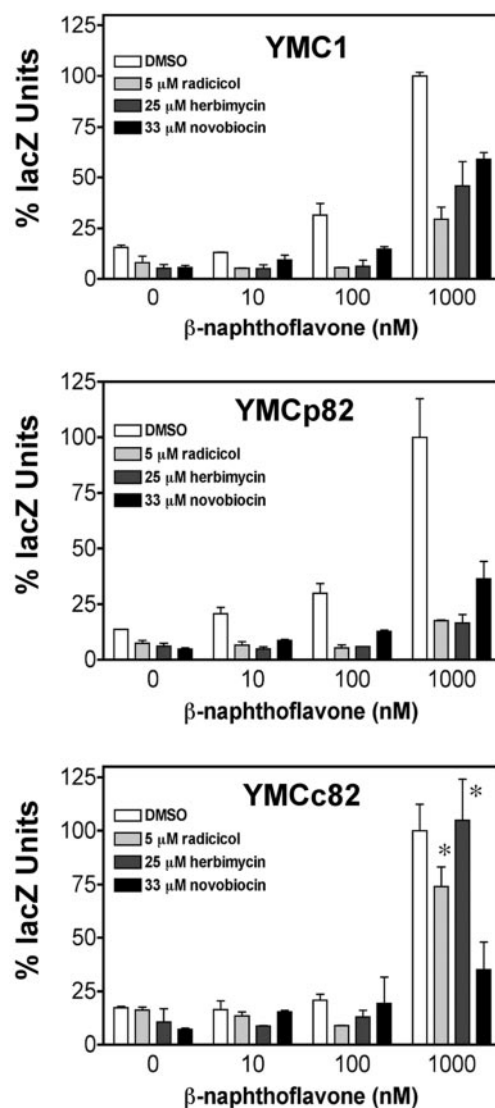 YMC1
% lacZ Units
125
100
75
50
25
0
DMSO
5 μM radicicol
25 μM herbimycin
33 μM novobiocin
0 10 100 1000
β-naphthoflavone (nM)
YMCp82
% lacZ Units
125
100
75
50
25
0
DMSO
5 μM radicicol
25 μM herbimycin
33 μM novobiocin
0 10 100 1000
β-naphthoflavone (nM)
YMCc82
% lacZ Units
125
100
75
50
25
0
DMSO
5 μM radicicol
25 μM herbimycin
33 μM novobiocin
*
*
0 10 100 1000
β-naphthoflavone (nM)